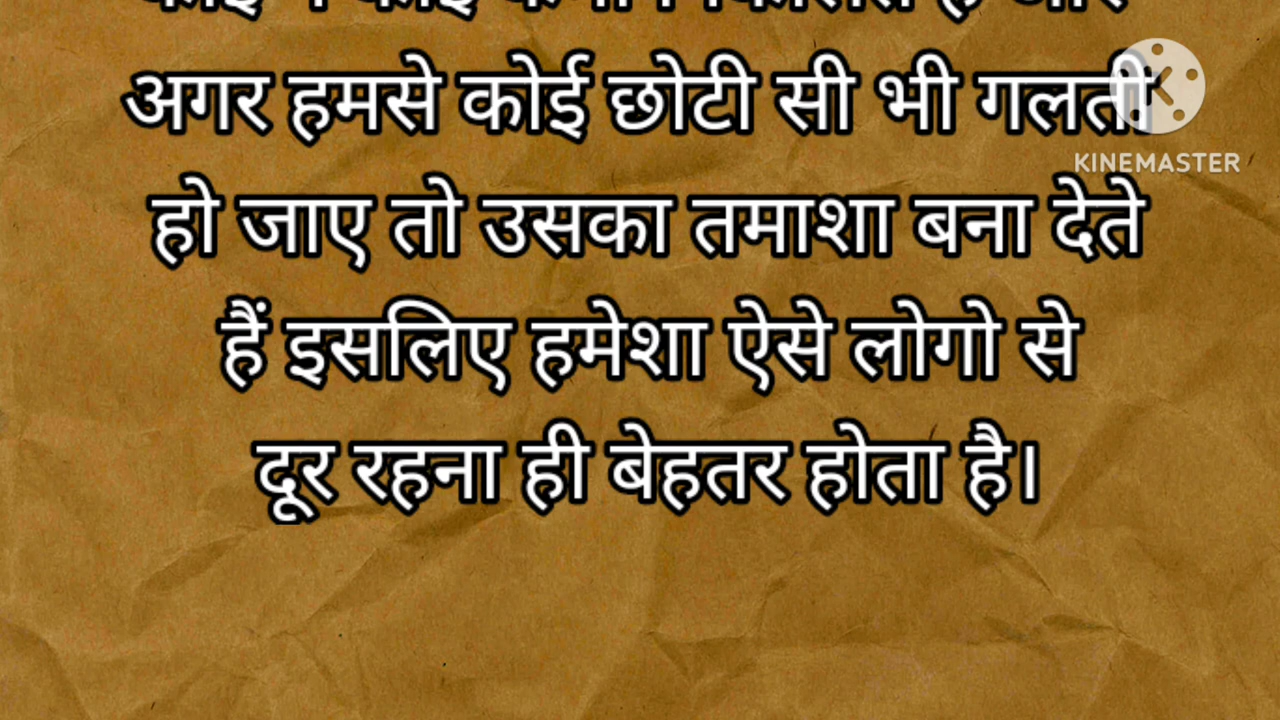 अगर हमसे कोई छोटी सी भी गलती
KINEMASTER
हो जाए तो उसका तमाशा बना देते
हैं इसलिए हमेशा ऐसे लोगो से
दूर रहना ही बेहतर होता है।